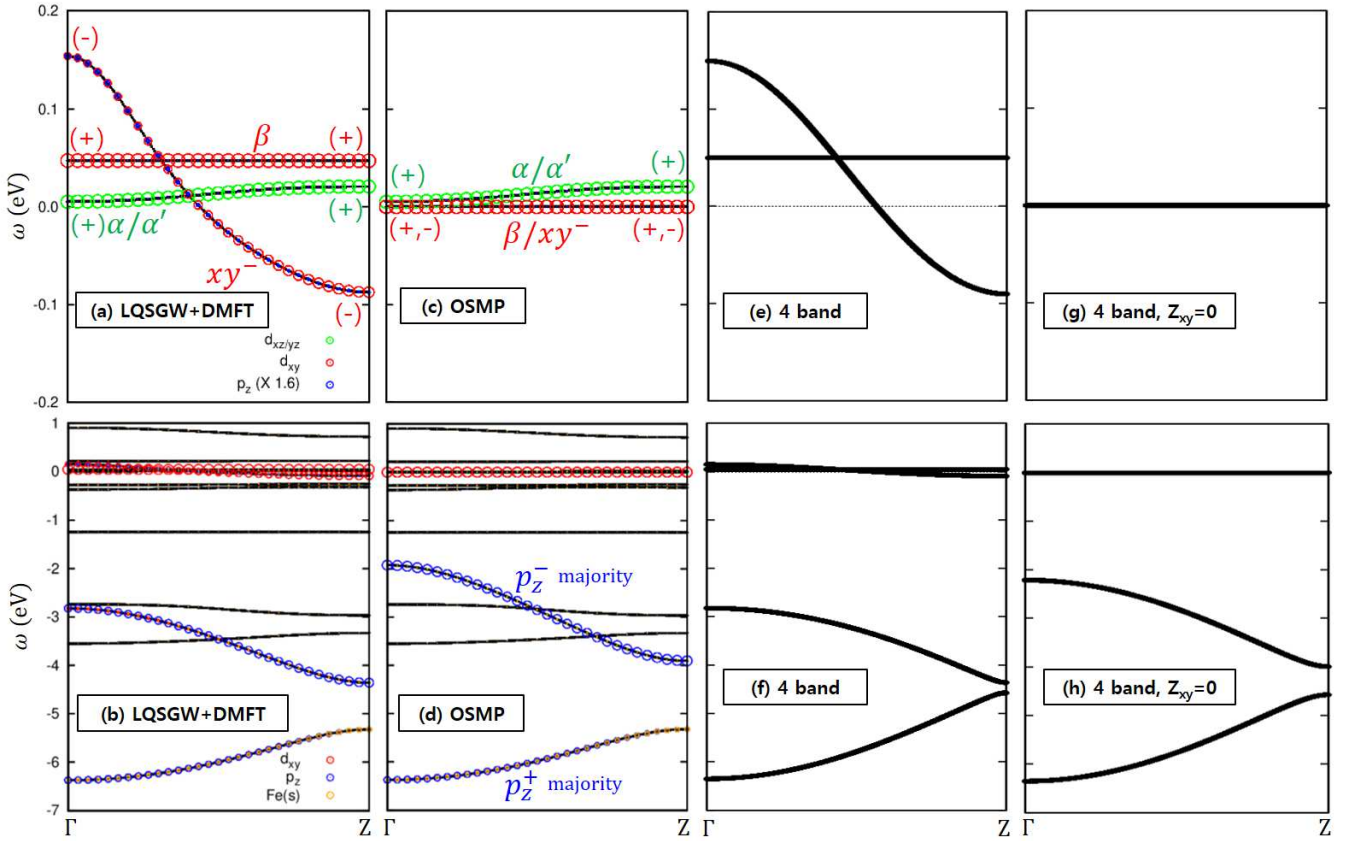 ω (eV)
0.2
0.1
0.0
-0.1
-0.2
(-)
(+)
β
(+)
(+)α/α′
(+)
xy⁻
(-)
(a) LQSGW+DMFT
d_xz/yz
d_xy
p_z (X 1.6)
(+)
α/α′
(+)
(+,-)
β/xy⁻
(+,-)
(c) OSMP
(e) 4 band
(g) 4 band, Z_xy=0
ω (eV)
1
0
-1
-2
-3
-4
-5
-6
-7
(b) LQSGW+DMFT
d_xy
p_z
Fe(s)
p_z⁻ majority
(d) OSMP
p_z⁺ majority
(f) 4 band
(h) 4 band, Z_xy=0
Γ Z Γ Z Γ Z Γ Z